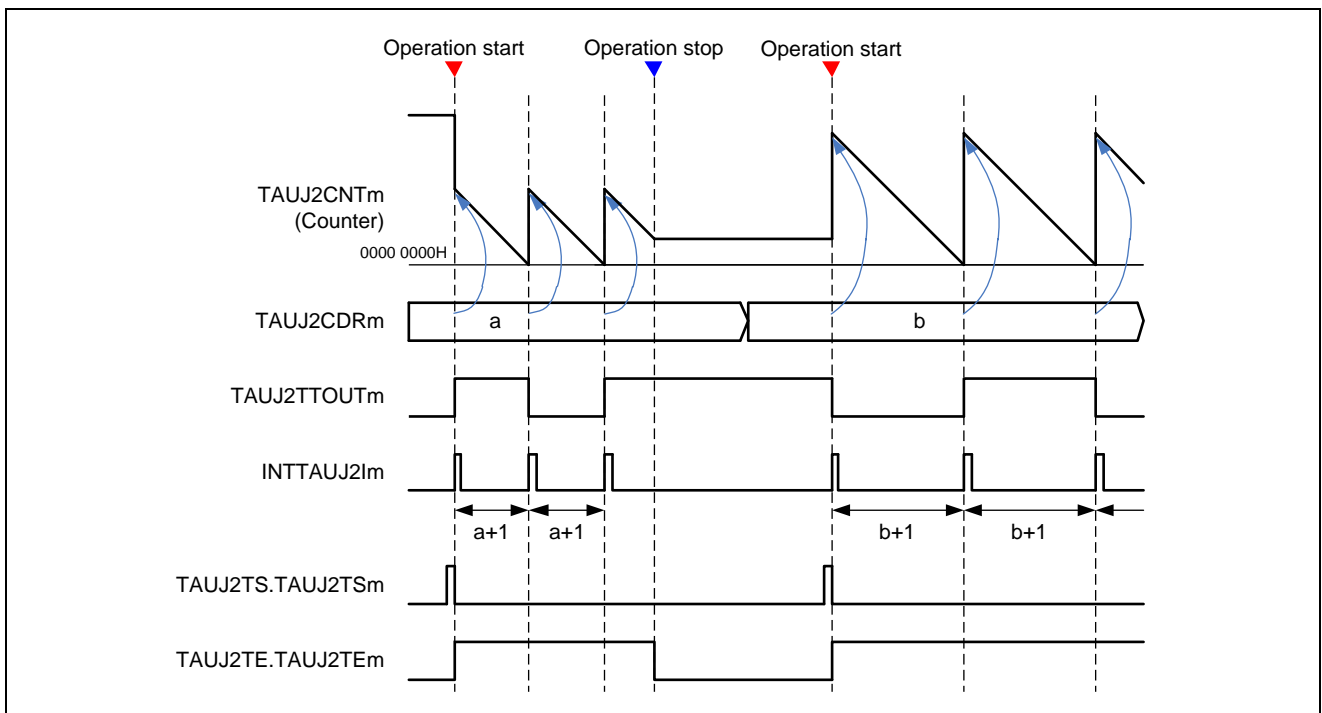 Operation start Operation stop Operation start
TAUJ2CNTm
(Counter)
0000 0000H
TAUJ2CDRm a b
TAUJ2TTOUTm
INTTAUJ2Im
a+1 a+1 b+1 b+1
TAUJ2TS.TAUJ2TSm
TAUJ2TE.TAUJ2TEm